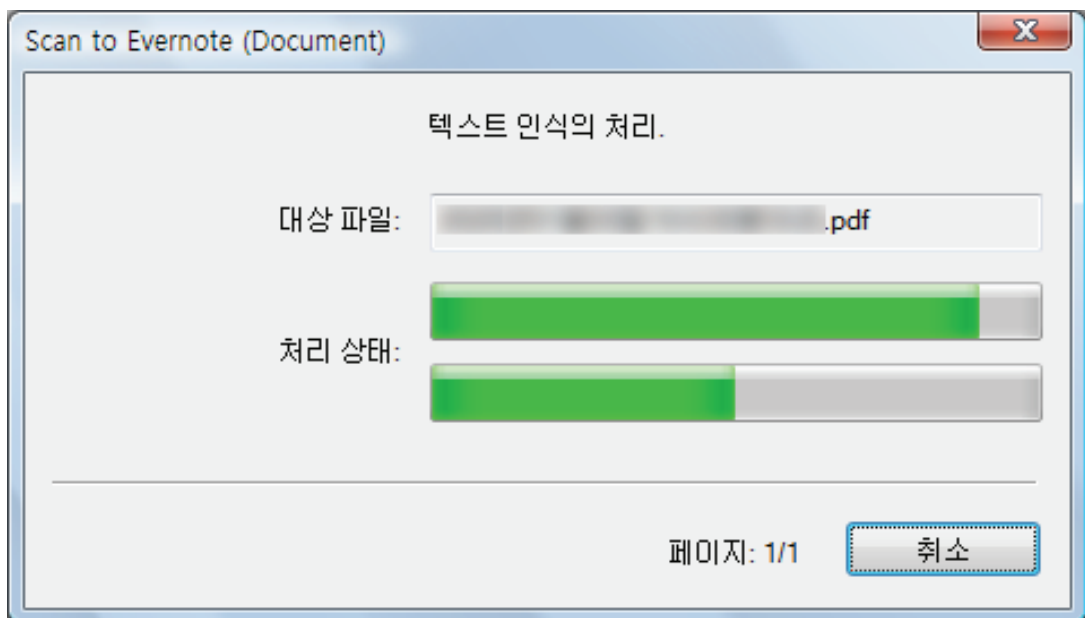 Scan to Evernote (Document)
텍스트 인식의 처리.
대상 파일: .pdf
처리 상태:
페이지: 1/1 취소